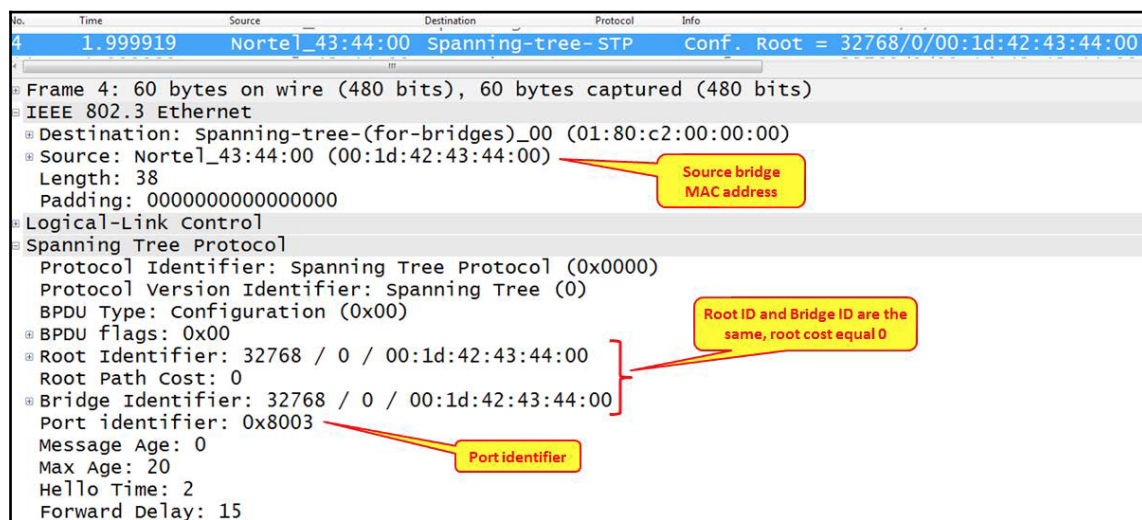 No. Time Source Destination Protocol Info
4 1.999919 Nortel_43:44:00 Spanning-tree- STP Conf. Root = 32768/0/00:1d:42:43:44:00
Frame 4: 60 bytes on wire (480 bits), 60 bytes captured (480 bits)
IEEE 802.3 Ethernet
Destination: Spanning-tree-(for-bridges)_00 (01:80:c2:00:00:00)
Source: Nortel_43:44:00 (00:1d:42:43:44:00)
Source bridge
MAC address
Length: 38
Padding: 0000000000000000
Logical-Link Control
Spanning Tree Protocol
Protocol Identifier: Spanning Tree Protocol (0x0000)
Protocol Version Identifier: Spanning Tree (0)
BPDU Type: Configuration (0x00)
BPDU flags: 0x00
Root ID and Bridge ID are the
same, root cost equal 0
Root Identifier: 32768 / 0 / 00:1d:42:43:44:00
Root Path Cost: 0
Bridge Identifier: 32768 / 0 / 00:1d:42:43:44:00
Port identifier: 0x8003
Port identifier
Message Age: 0
Max Age: 20
Hello Time: 2
Forward Delay: 15